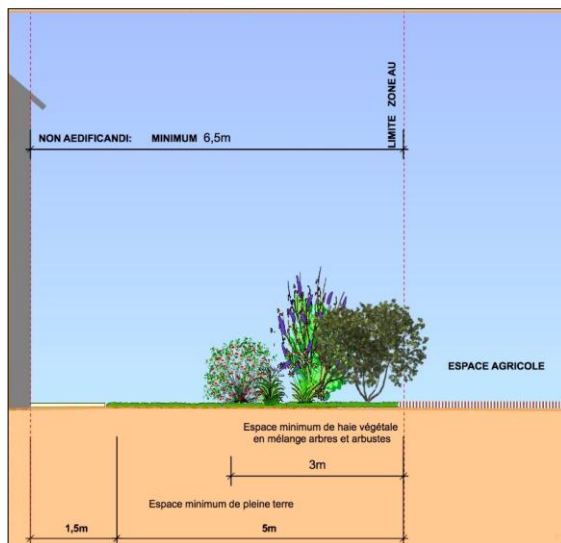 LIMITE ZONE AU
NON AEDIFICANDI: MINIMUM 6,5m
ESPACE AGRICOLE
Espace minimum de haie végétale
en mélange arbres et arbustes
3m
Espace minimum de pleine terre
1,5m
5m